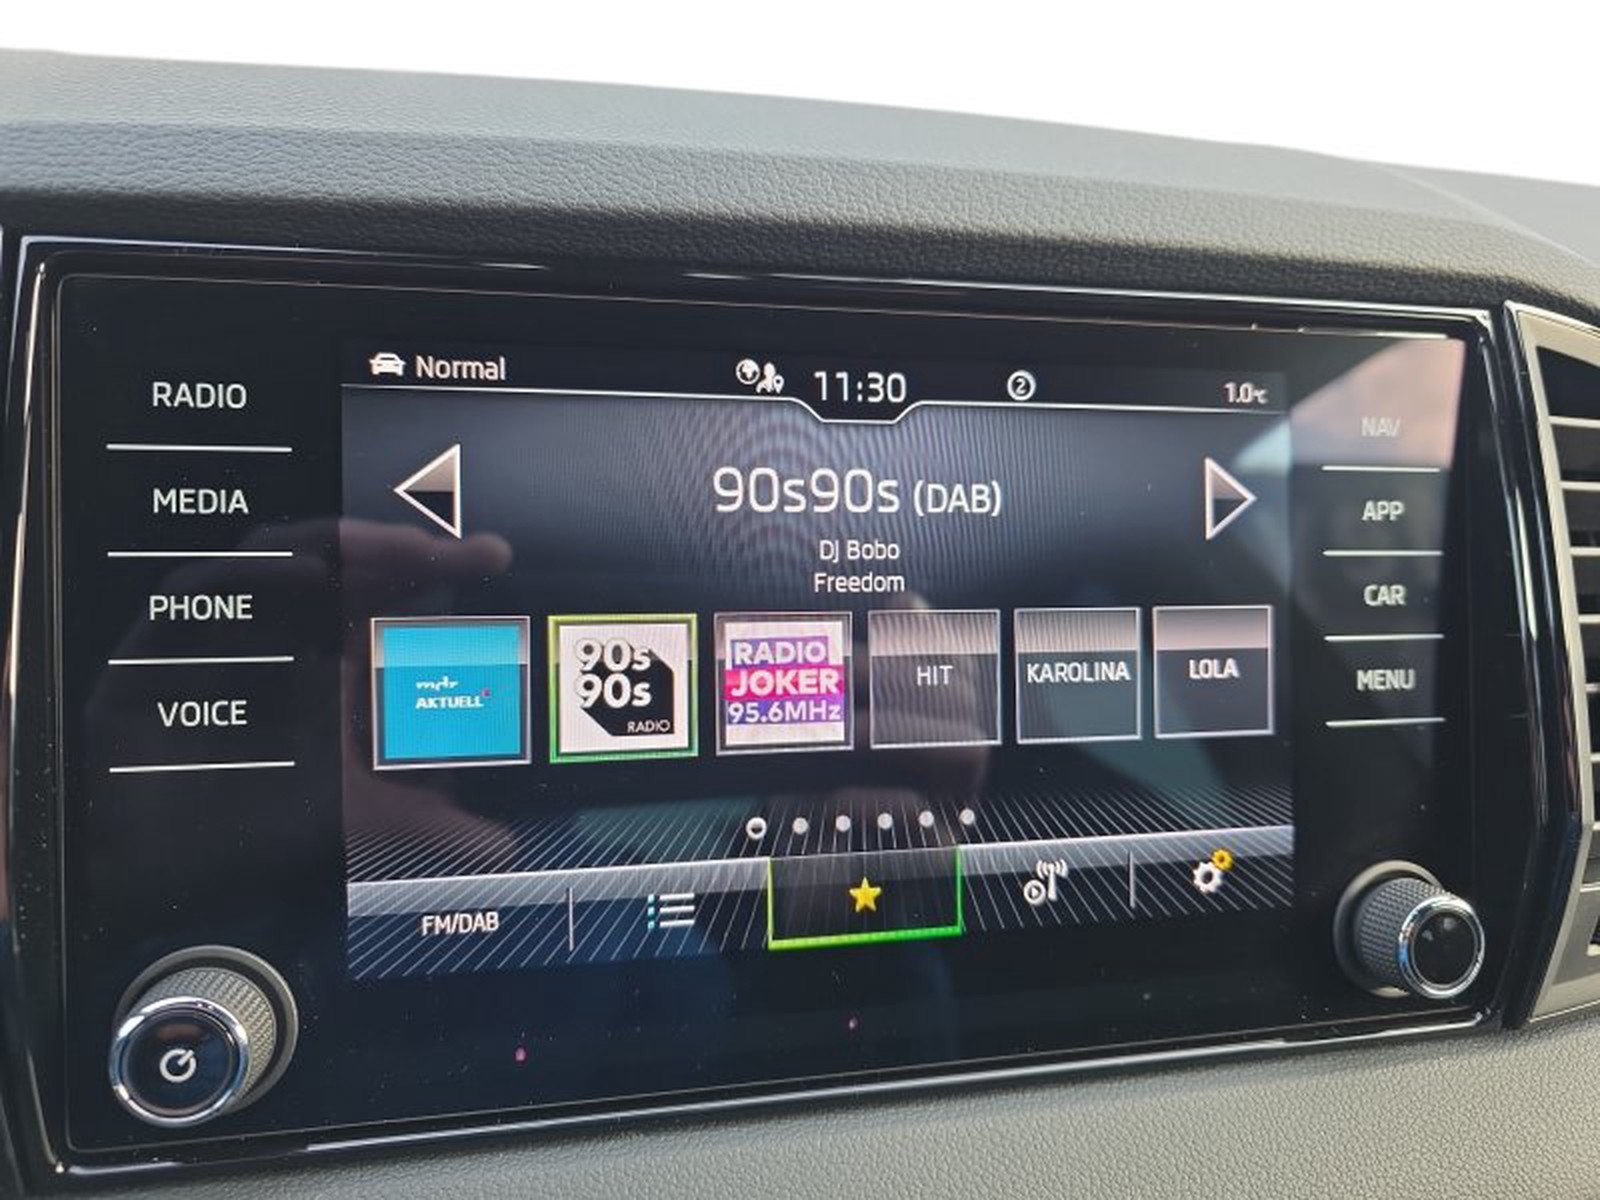 Normal
11:30
2
1.0°C
RADIO
MEDIA
PHONE
VOICE
90s90s (DAB)
Dj Bobo
Freedom
mdr
AKTUELL
90s
90s
RADIO
RADIO
JOKER
95.6MHz
HIT
KAROLINA
LOLA
NAV
APP
CAR
MENU
FM/DAB